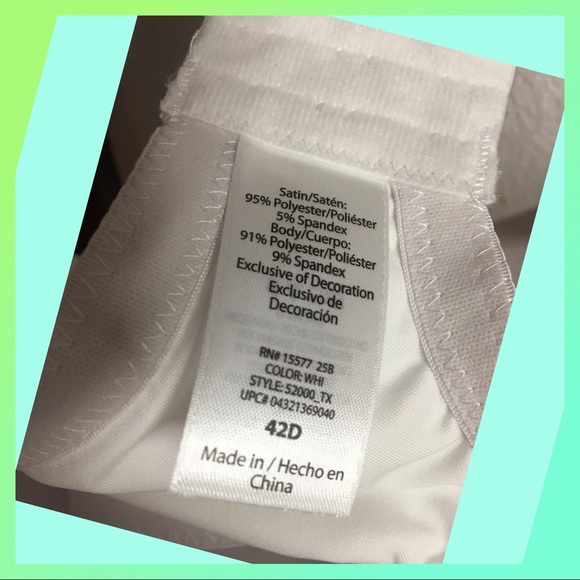 Satin/Satén:
95% Polyester/Poliéster
5% Spandex
Body/Cuerpo:
91% Polyester/Poliéster
9% Spandex
Exclusive of Decoration
Exclusivo de
Decoración
RN# 15577 25B
COLOR: WHI
STYLE: 52000_TX
UPC# 04321369040
42D
Made in / Hecho en
China